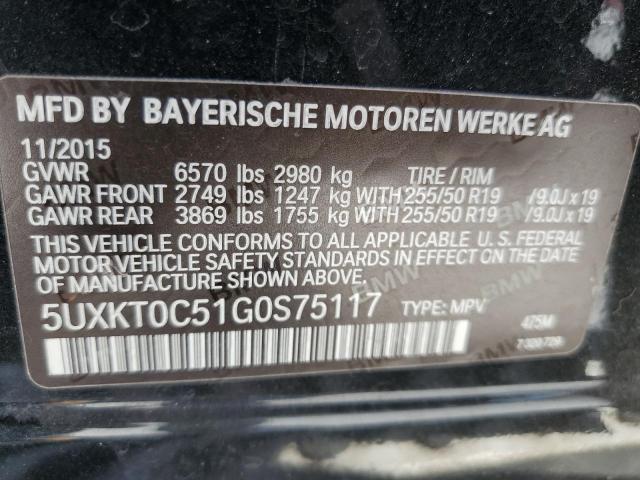 MFD BY BAYERISCHE MOTOREN WERKE AG
11/2015
GVWR 6570 lbs 2980 kg TIRE / RIM
GAWR FRONT 2749 lbs 1247 kg WITH 255/50 R19 /9.0J x 19
GAWR REAR 3869 lbs 1755 kg WITH 255/50 R19 /9.0J x 19
THIS VEHICLE CONFORMS TO ALL APPLICABLE U. S. FEDERAL
MOTOR VEHICLE SAFETY STANDARDS IN EFFECT ON THE DATE OF
MANUFACTURE SHOWN ABOVE.
5UXKT0C51G0S75117 TYPE: MPV 475M